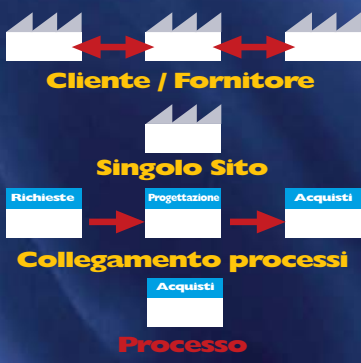 Cliente / Fornitore
Singolo Sito
Richieste Progettazione Acquisti
Collegamento processi
Acquisti
Processo